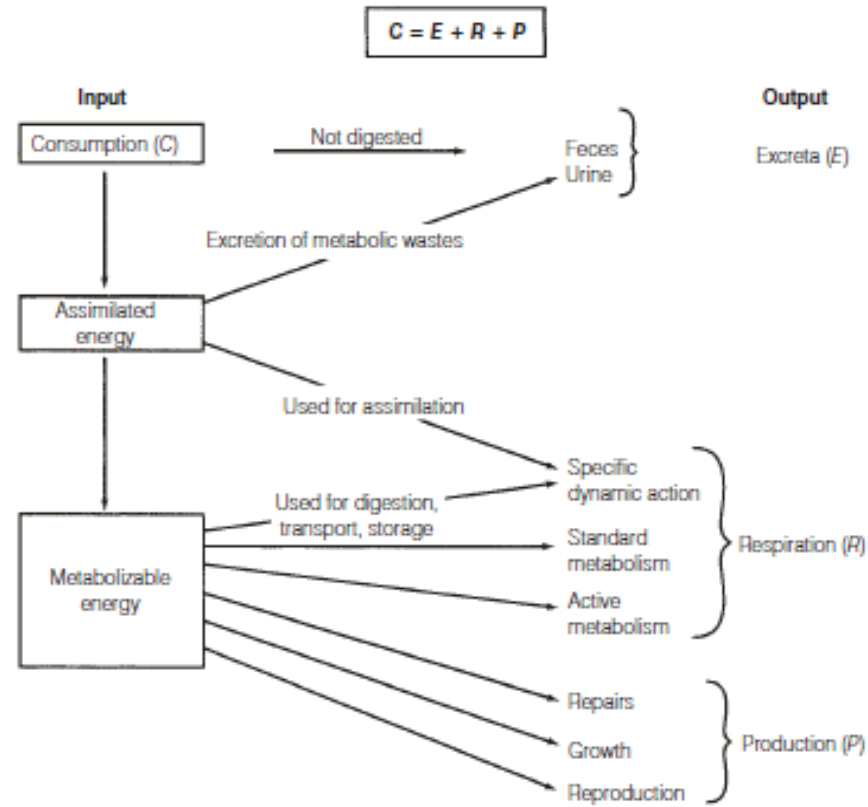 C = E + R + P
Input
Output
Consumption (C)
Not digested
Feces
Urine
Excreta (E)
Excretion of metabolic wastes
Assimilated
energy
Used for assimilation
Specific
dynamic action
Used for digestion,
transport, storage
Standard
metabolism
Respiration (R)
Metabolizable
energy
Active
metabolism
Repairs
Growth
Production (P)
Reproduction